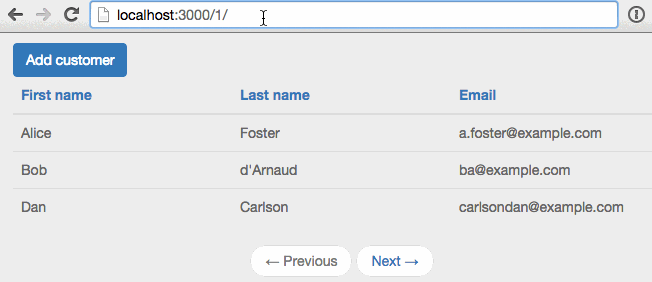 localhost:3000/1/
Add customer
First name Last name Email
Alice Foster a.foster@example.com
Bob d'Arnaud ba@example.com
Dan Carlson carlsondan@example.com
← Previous Next →